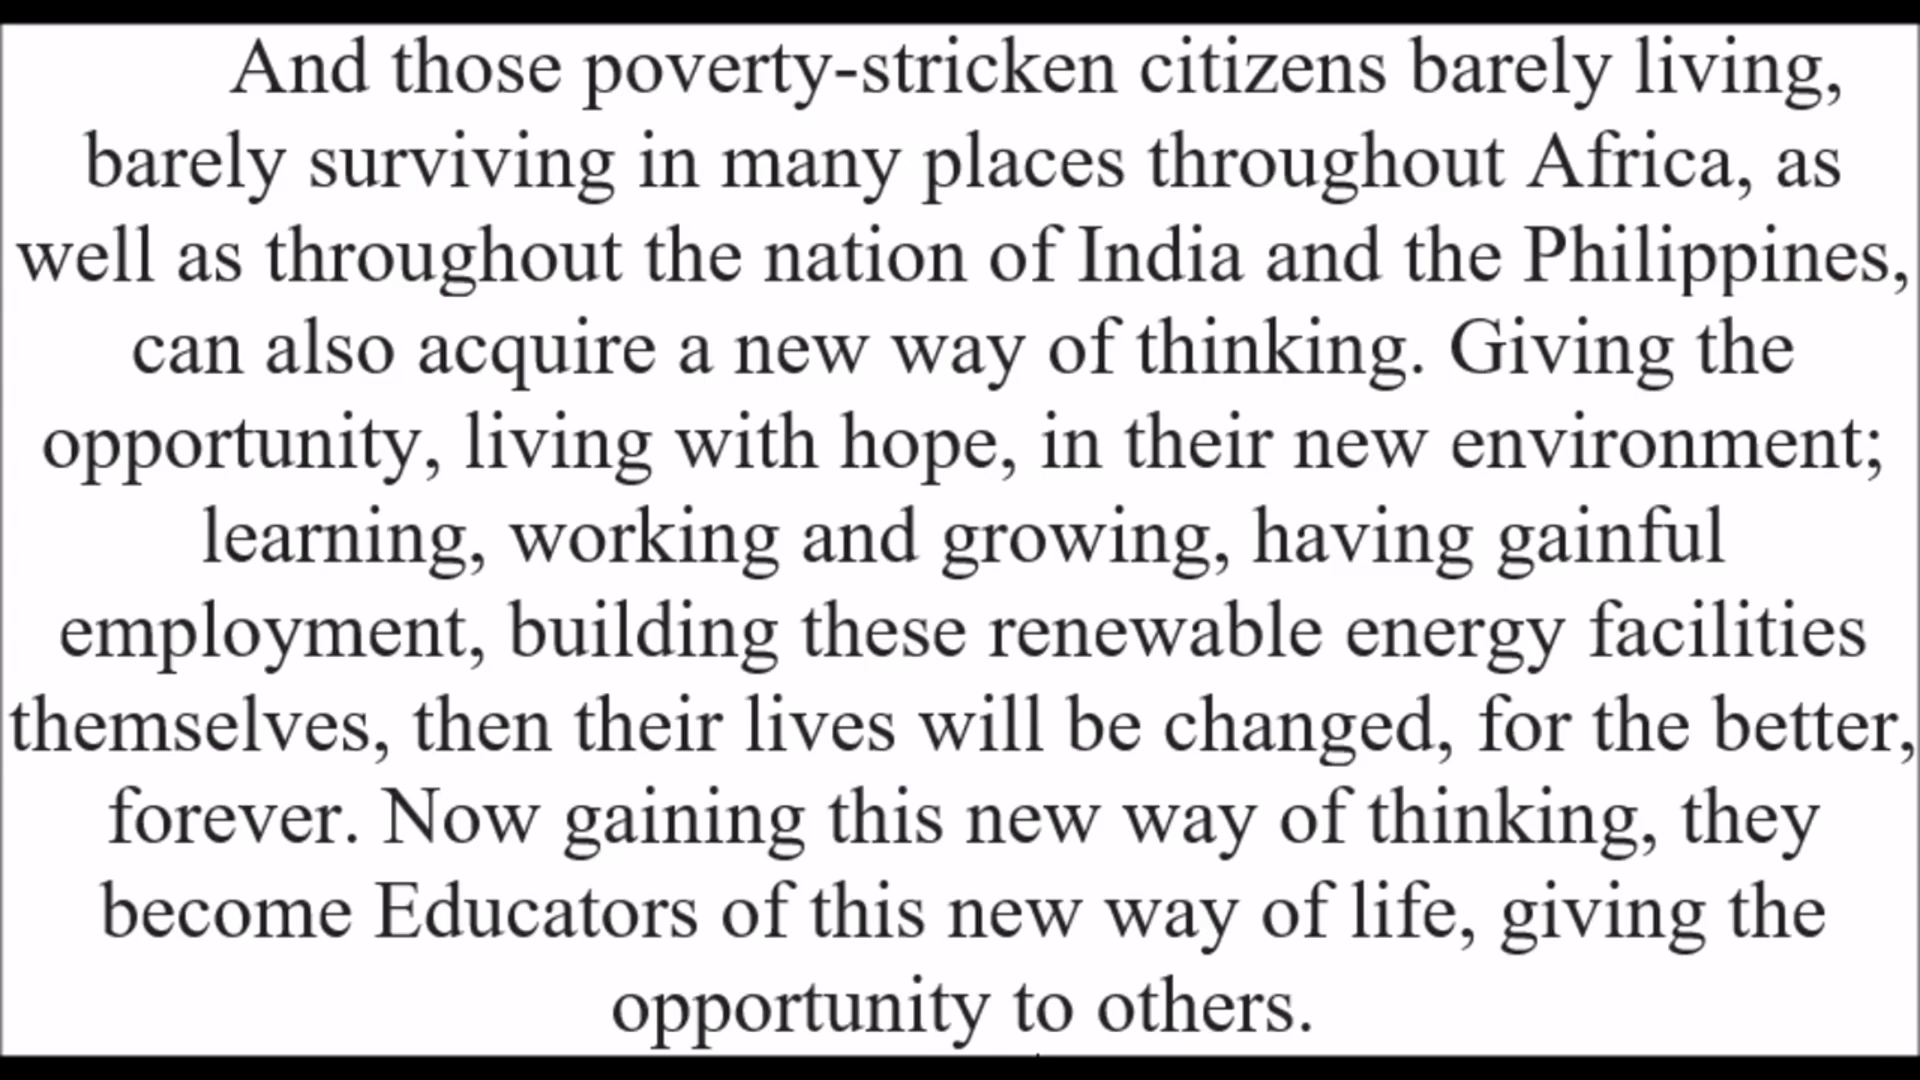 And those poverty-stricken citizens barely living,
barely surviving in many places throughout Africa, as
well as throughout the nation of India and the Philippines,
can also acquire a new way of thinking. Giving the
opportunity, living with hope, in their new environment;
learning, working and growing, having gainful
employment, building these renewable energy facilities
themselves, then their lives will be changed, for the better,
forever. Now gaining this new way of thinking, they
become Educators of this new way of life, giving the
opportunity to others.